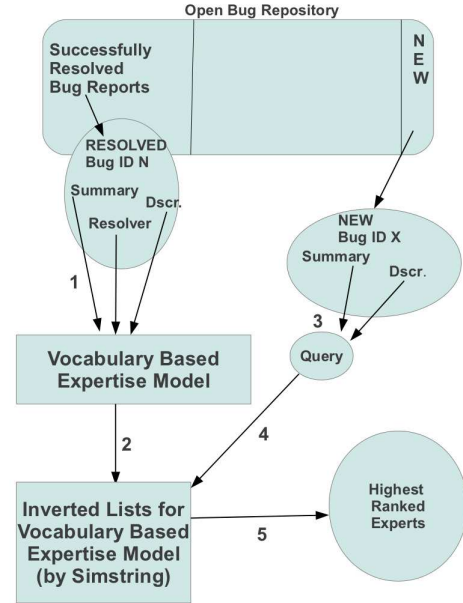 Open Bug Repository
Successfully
Resolved
Bug Reports
N
E
W
RESOLVED
Bug ID N
Summary
Dscr.
Resolver
NEW
Bug ID X
Summary
Dscr.
1
3
Query
Vocabulary Based
Expertise Model
2
4
Inverted Lists for
Vocabulary Based
Expertise Model
(by Simstring)
5
Highest
Ranked
Experts